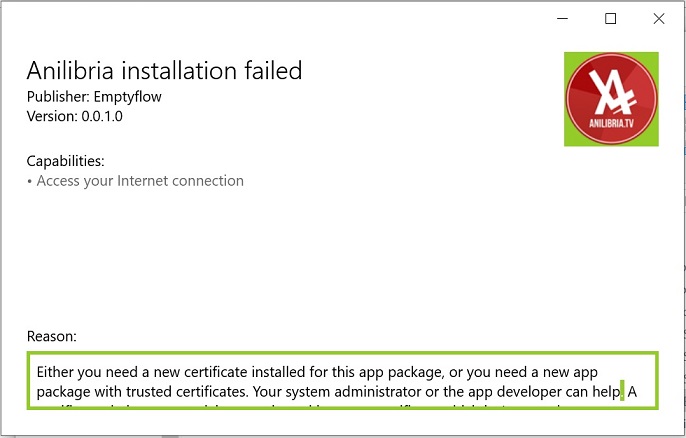 Anilibria installation failed
Publisher: Emptyflow
Version: 0.0.1.0
ANILIBRIA.TV
Capabilities:
• Access your Internet connection
Reason:
Either you need a new certificate installed for this app package, or you need a new app
package with trusted certificates. Your system administrator or the app developer can help. A